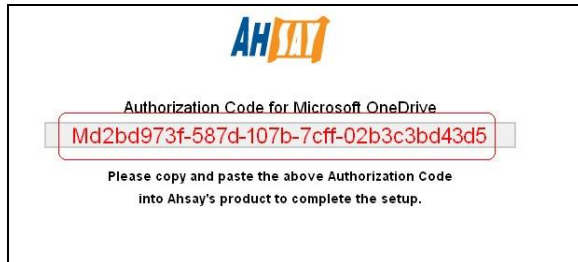 AHSAY
Authorization Code for Microsoft OneDrive
Md2bd973f-587d-107b-7cff-02b3c3bd43d5
Please copy and paste the above Authorization Code
into Ahsay's product to complete the setup.